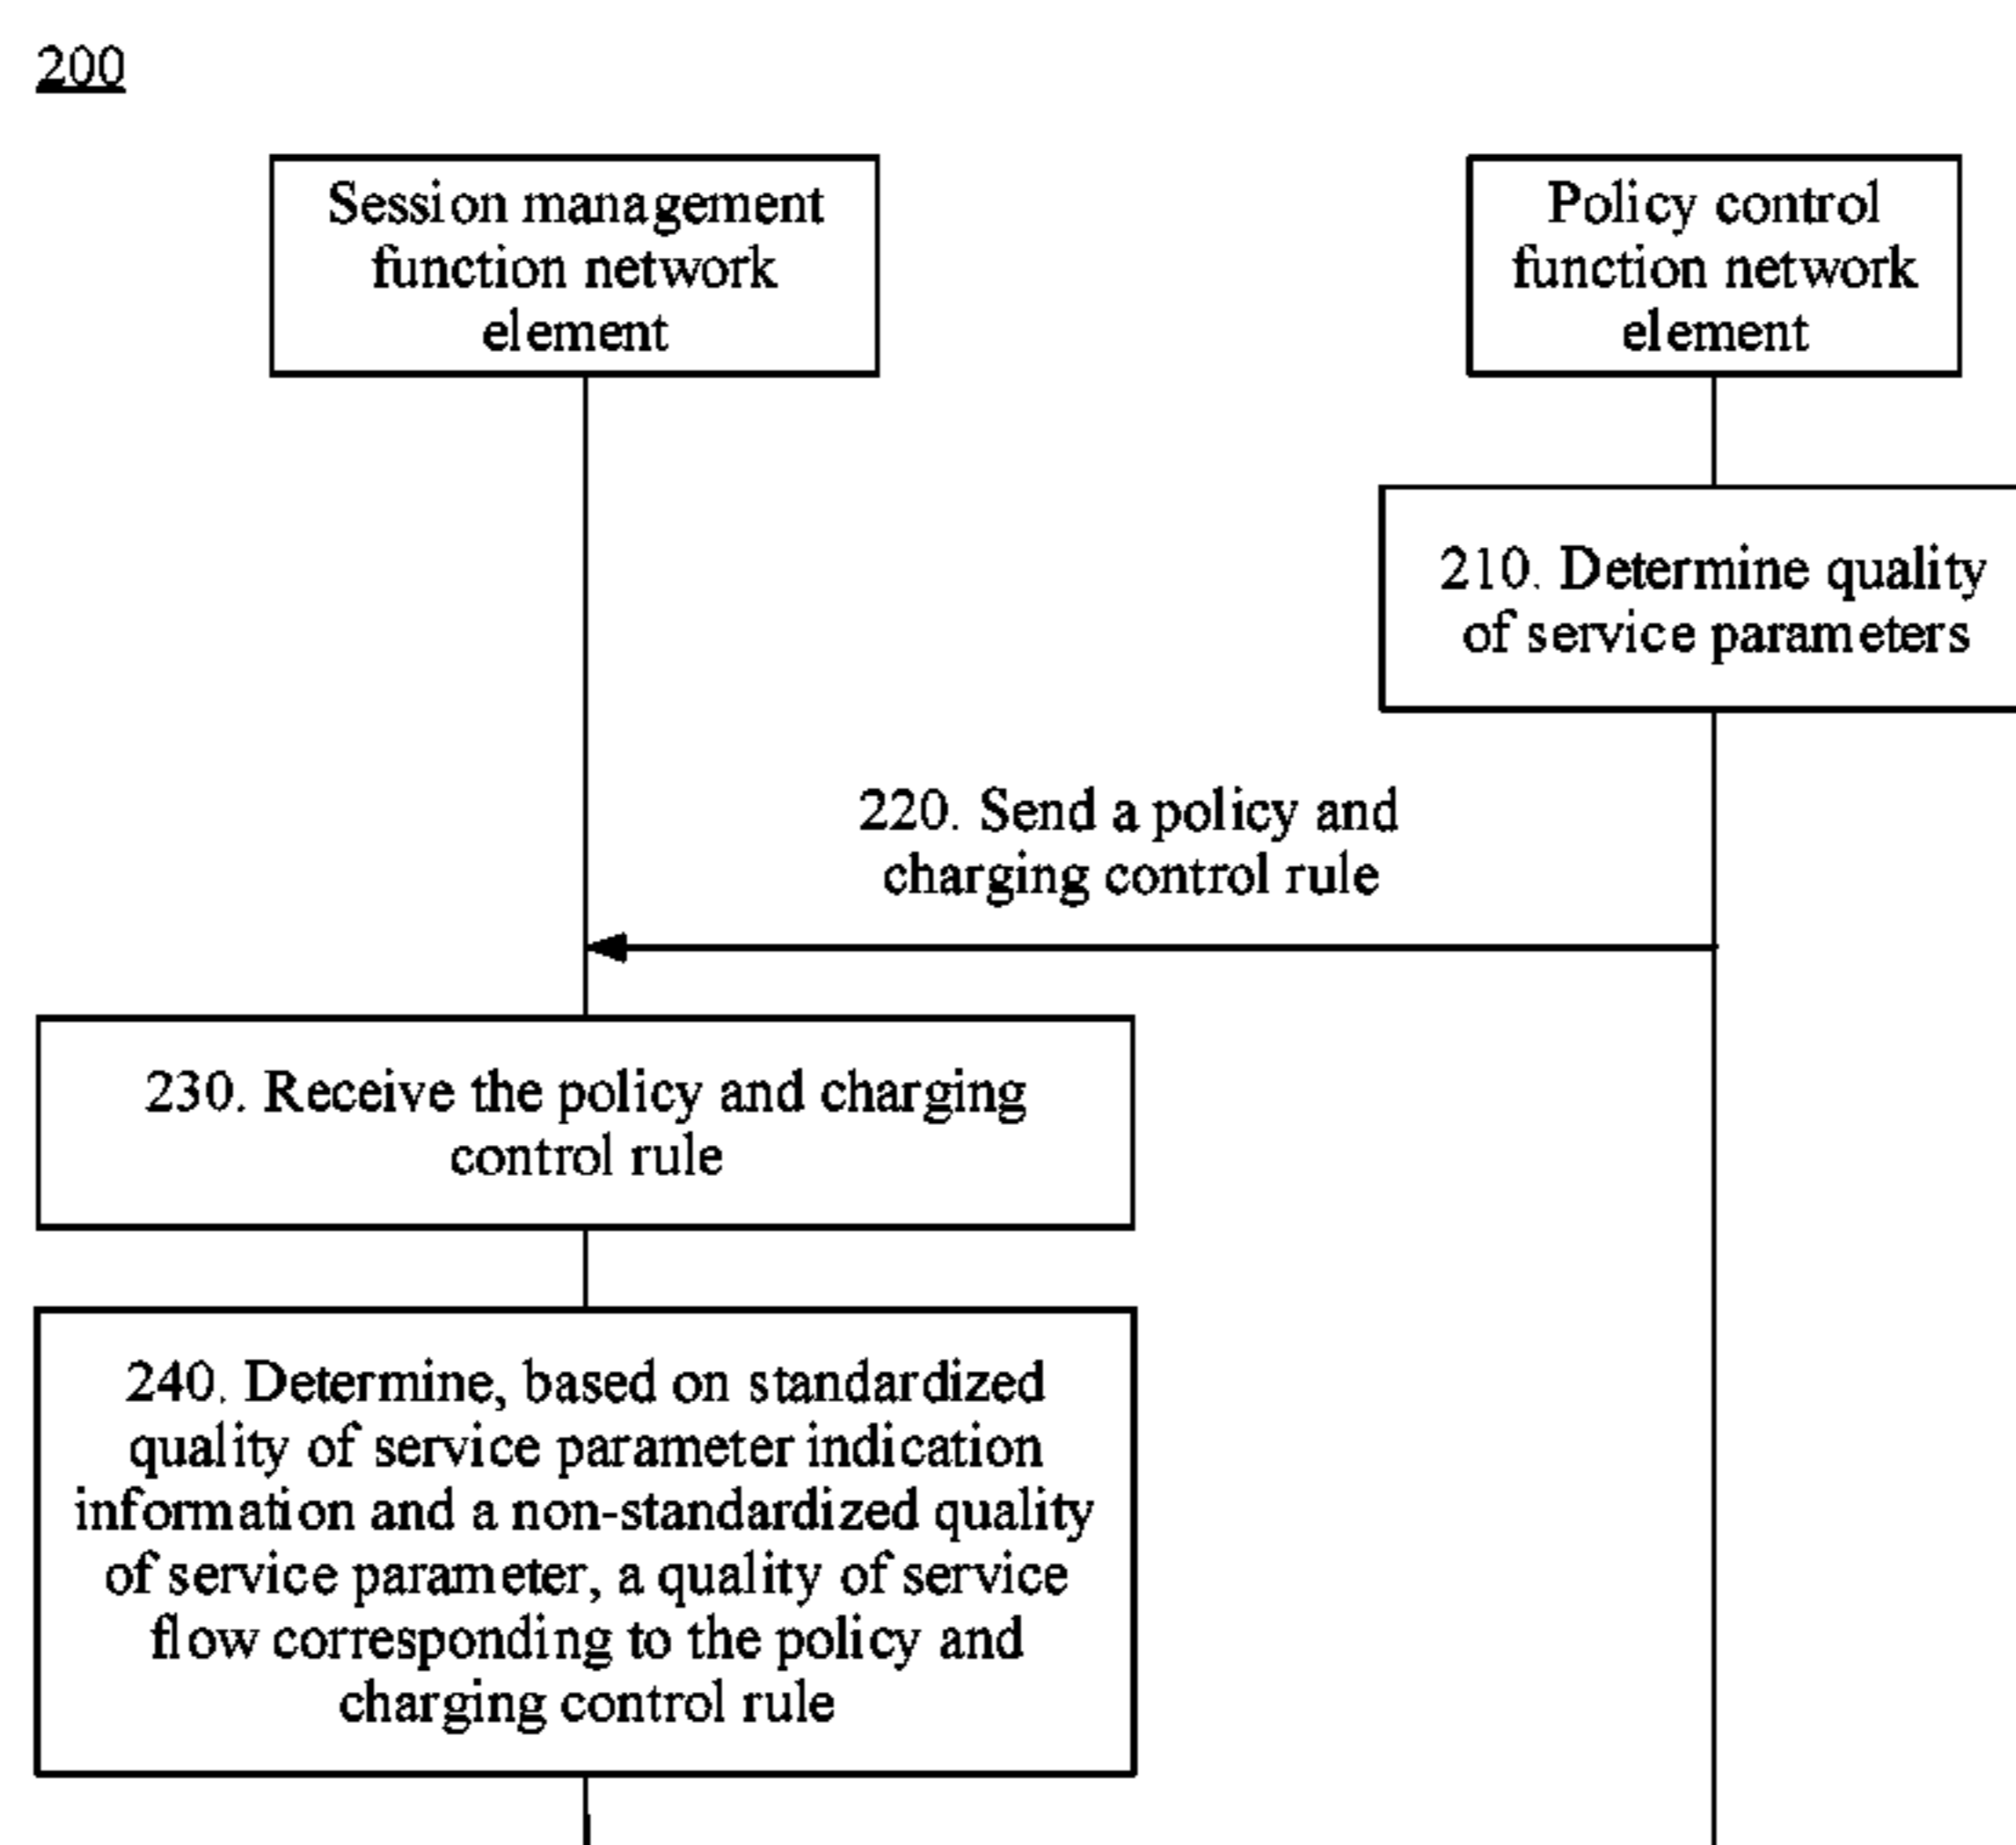 200
Session management
function network
element
Policy control
function network
element
210. Determine quality
of service parameters
220. Send a policy and
charging control rule
230. Receive the policy and charging
control rule
240. Determine, based on standardized
quality of service parameter indication
information and a non-standardized quality
of service parameter, a quality of service
flow corresponding to the policy and
charging control rule